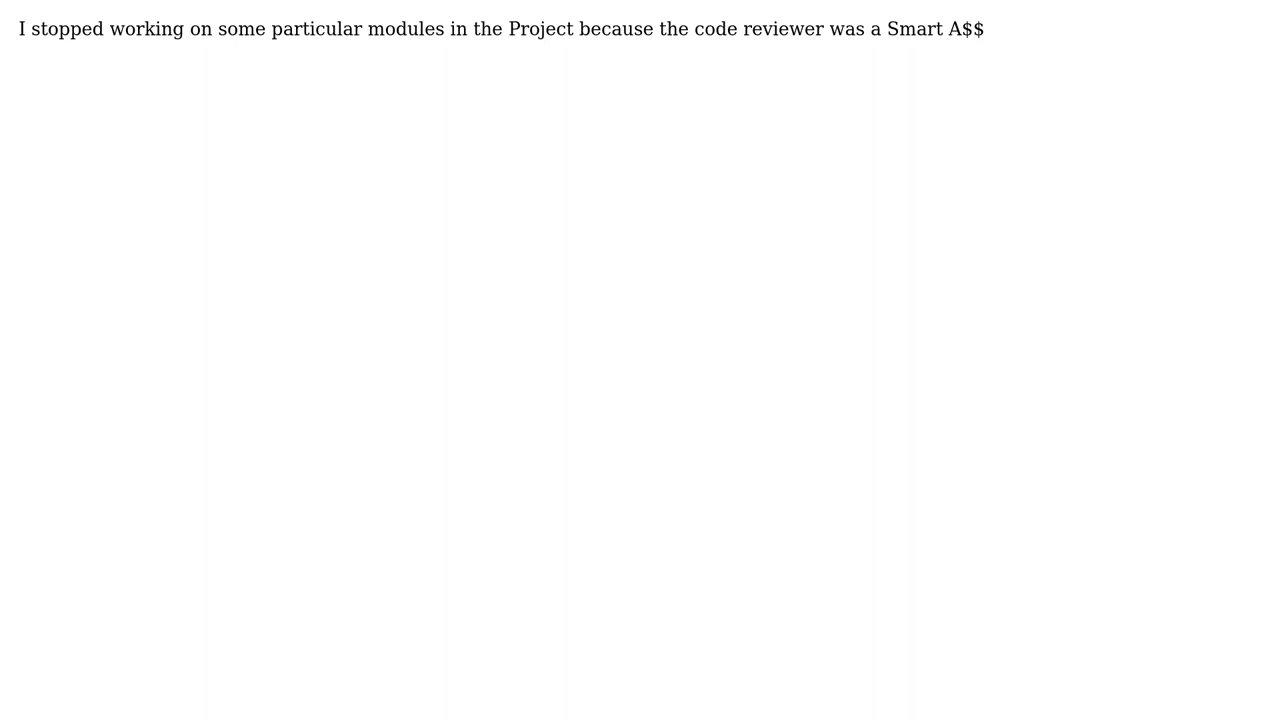 I stopped working on some particular modules in the Project because the code reviewer was a Smart A$$